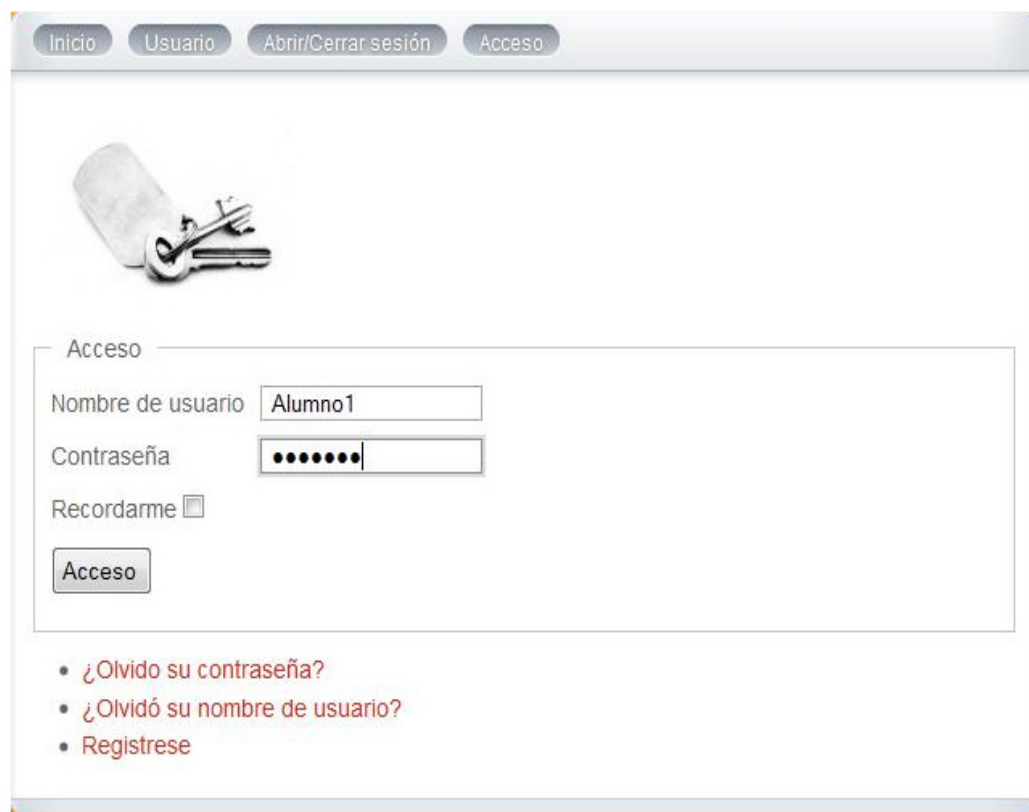 Inicio Usuario Abrir/Cerrar sesión Acceso
Acceso
Nombre de usuario Alumno1
Contraseña •••••••
Recordarme
Acceso
• ¿Olvido su contraseña?
• ¿Olvidó su nombre de usuario?
• Registrese